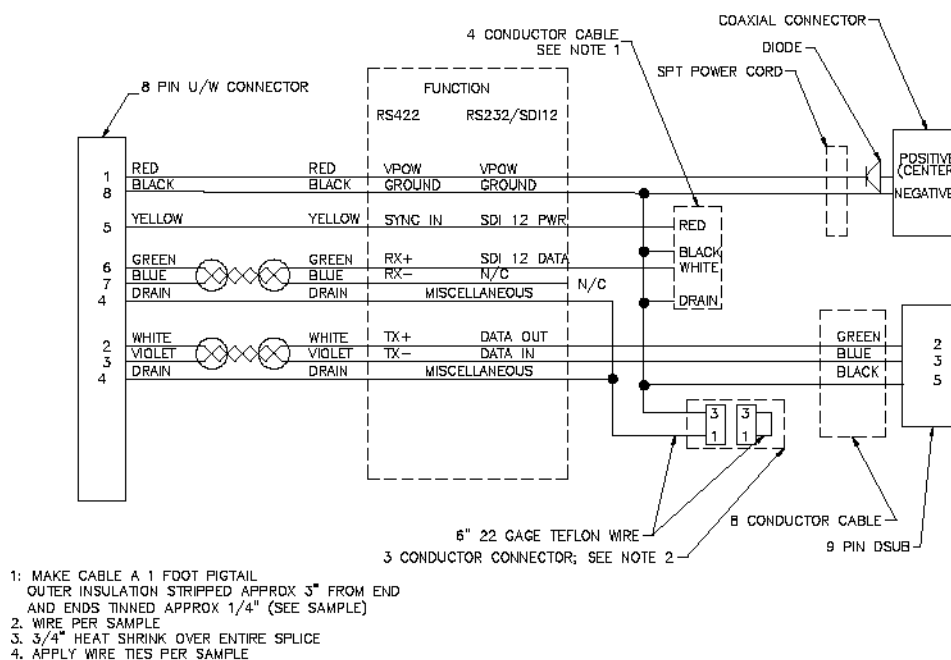 COAXIAL CONNECTOR
4 CONDUCTOR CABLE
SEE NOTE 1
DIODE
SPT POWER CORD
8 PIN U/W CONNECTOR
FUNCTION
RS422 RS232/SDI12
1 RED RED VPOW VPOW POSITIVE
(CENTER
8 BLACK BLACK GROUND GROUND NEGATIVE
5 YELLOW YELLOW SYNC IN SDI 12 PWR RED
BLACK
6 GREEN GREEN RX+ SDI 12 DATA WHITE
7 BLUE BLUE RX- N/C N/C
4 DRAIN DRAIN MISCELLANEOUS DRAIN
2 WHITE WHITE TX+ DATA OUT GREEN 2
3 VIOLET VIOLET TX- DATA IN BLUE 3
4 DRAIN DRAIN MISCELLANEOUS BLACK 5
3 3
1 1
6" 22 GAGE TEFLON WIRE
8 CONDUCTOR CABLE
3 CONDUCTOR CONNECTOR; SEE NOTE 2
9 PIN DSUB
1: MAKE CABLE A 1 FOOT PIGTAIL
OUTER INSULATION STRIPPED APPROX 3" FROM END
AND ENDS TINNED APPROX 1/4" (SEE SAMPLE)
2. WIRE PER SAMPLE
3. 3/4" HEAT SHRINK OVER ENTIRE SPLICE
4. APPLY WIRE TIES PER SAMPLE